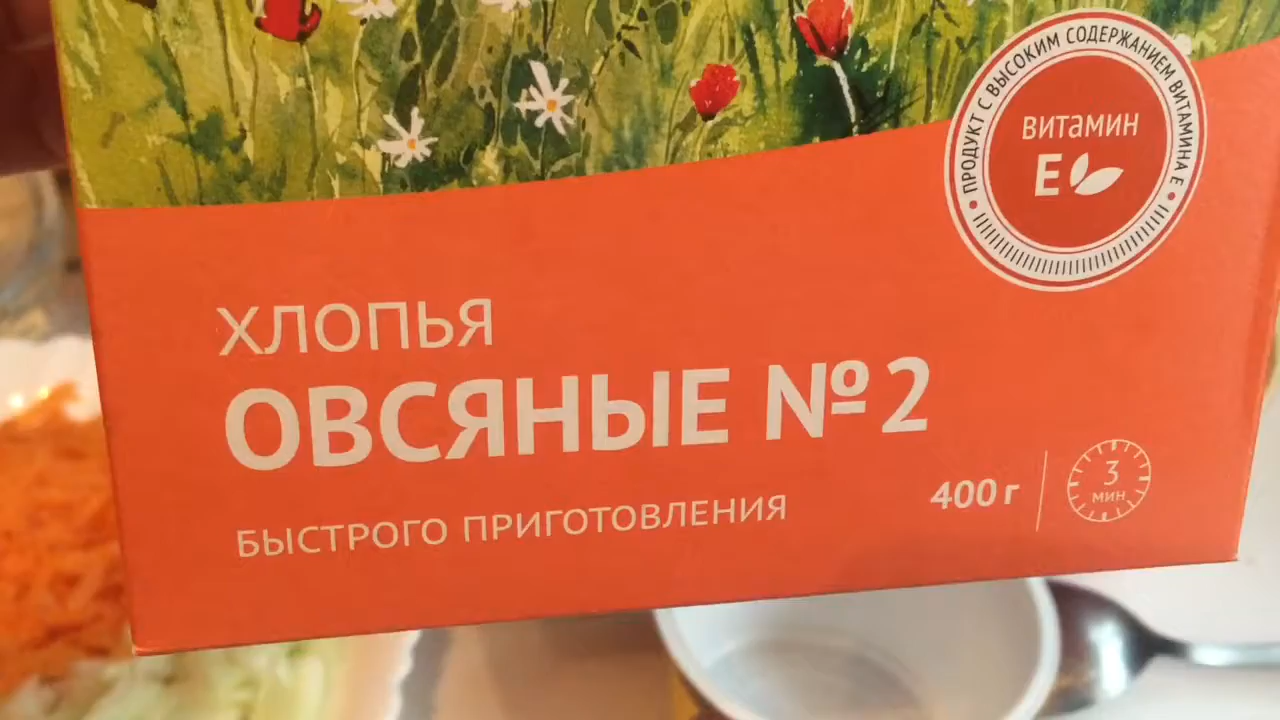 ПРОДУКТ С ВЫСОКИМ СОДЕРЖАНИЕМ ВИТАМИНА Е
ВИТАМИН
Е
ХЛОПЬЯ
ОВСЯНЫЕ №2
БЫСТРОГО ПРИГОТОВЛЕНИЯ
400 г
3
МИН